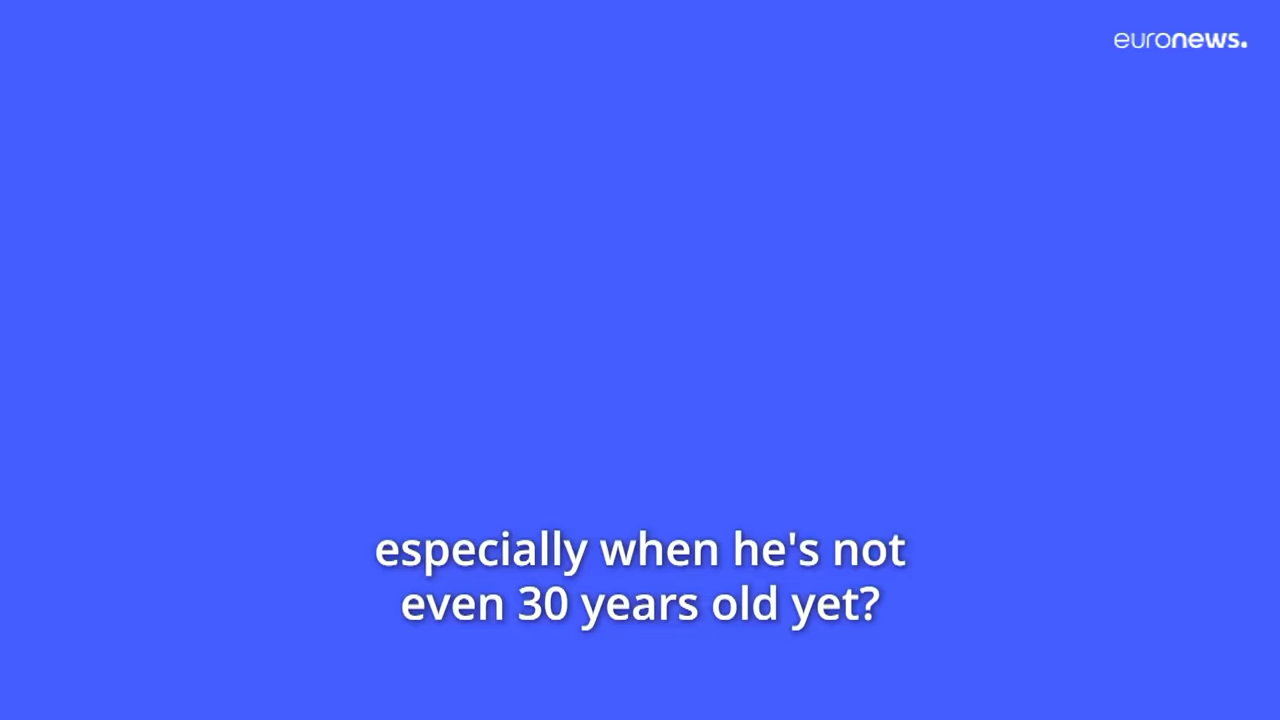 euronews.
especially when he's not
even 30 years old yet?